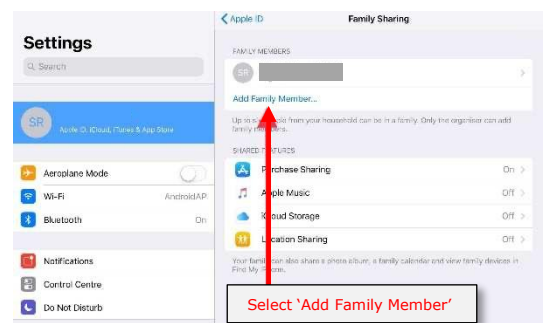 Apple ID
Family Sharing
Settings
Search
SR
Apple ID, iCloud, iTunes & App Store
Aeroplane Mode
Wi-Fi
AndroidAP
Bluetooth
On
Notifications
Control Centre
Do Not Disturb
FAMILY MEMBERS
SR
Add Family Member...
Up to six people from your household can be in a family. Only the organiser can add
family members.
SHARED FEATURES
Purchase Sharing
On
Apple Music
Off
iCloud Storage
Off
Location Sharing
Off
Your family can also share a photo album, a family calendar and view family devices in
Find My iPhone.
Select ‘Add Family Member’